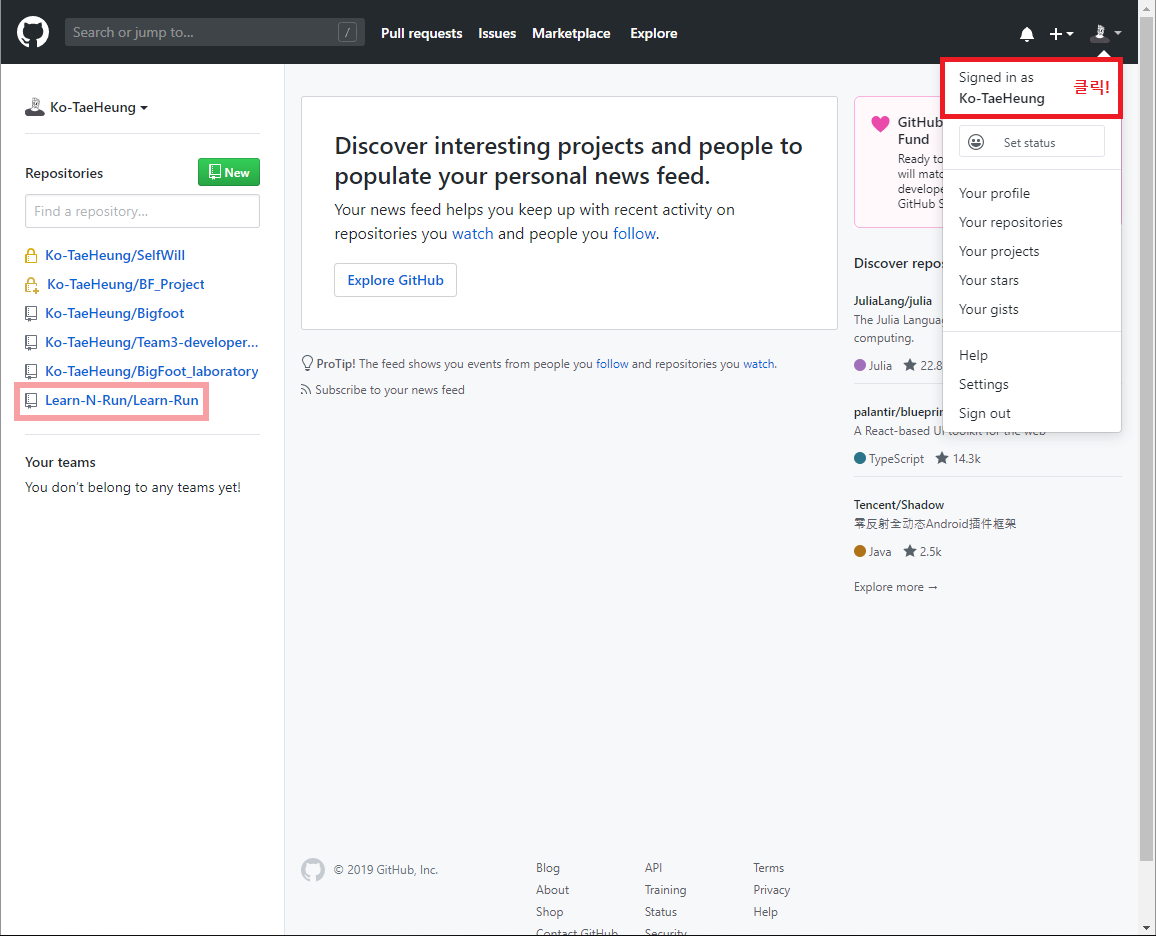 Search or jump to...
/
Pull requests
Issues
Marketplace
Explore
Ko-TaeHeung
Repositories
New
Find a repository...
Ko-TaeHeung/SelfWill
Ko-TaeHeung/BF_Project
Ko-TaeHeung/Bigfoot
Ko-TaeHeung/Team3-developer...
Ko-TaeHeung/BigFoot_laboratory
Learn-N-Run/Learn-Run
Your teams
You don't belong to any teams yet!
Discover interesting projects and people to
populate your personal news feed.
Your news feed helps you keep up with recent activity on
repositories you watch and people you follow.
Explore GitHub
ProTip! The feed shows you events from people you follow and repositories you watch.
Subscribe to your news feed
GitHub
Fund
Ready to
will matc
develope
GitHub S
Discover repos
JuliaLang/julia
The Julia Langua
computing.
Julia
22.8
palantir/blueprin
A React-based UI toolkit for the web
TypeScript
14.3k
Tencent/Shadow
零反射全动态Android插件框架
Java
2.5k
Explore more →
Signed in as
Ko-TaeHeung
클릭!
Set status
Your profile
Your repositories
Your projects
Your stars
Your gists
Help
Settings
Sign out
© 2019 GitHub, Inc.
Blog
About
Shop
Contact GitHub
API
Training
Status
Security
Terms
Privacy
Help